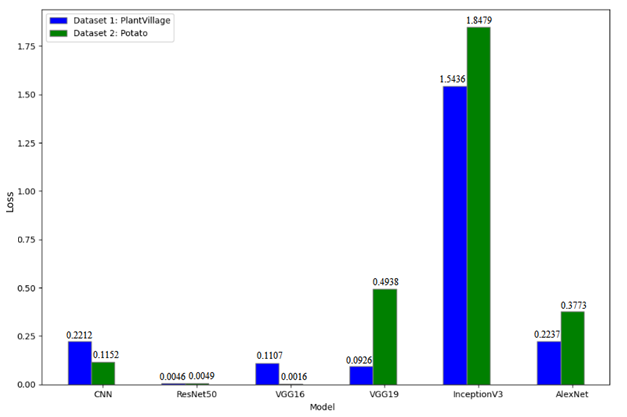 Dataset 1: PlantVillage
Dataset 2: Potato
1.8479
1.5436
0.4938
0.3773
0.2212
0.2237
0.1152
0.1107
0.0926
0.0046
0.0049
0.0016
1.75
1.50
1.25
1.00
0.75
0.50
0.25
0.00
Loss
CNN
ResNet50
VGG16
VGG19
InceptionV3
AlexNet
Model